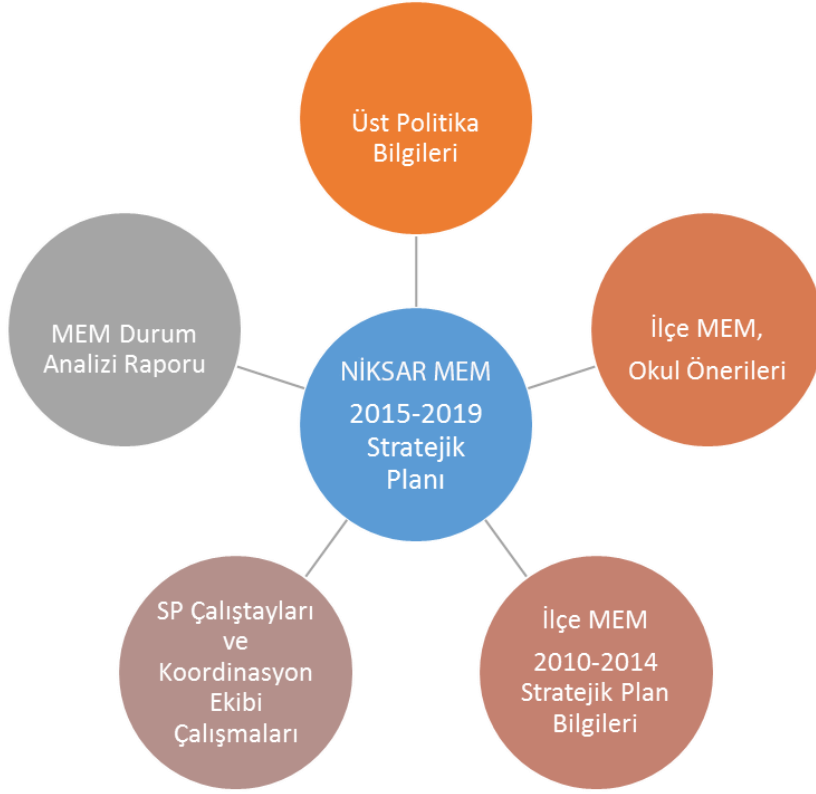 Üst Politika
Bilgileri
MEM Durum
Analizi Raporu
İlçe MEM,
Okul Önerileri
NİKSAR MEM
2015-2019
Stratejik
Planı
SP Çalıştayları
ve
Koordinasyon
Ekibi
Çalışmaları
İlçe MEM
2010-2014
Stratejik Plan
Bilgileri